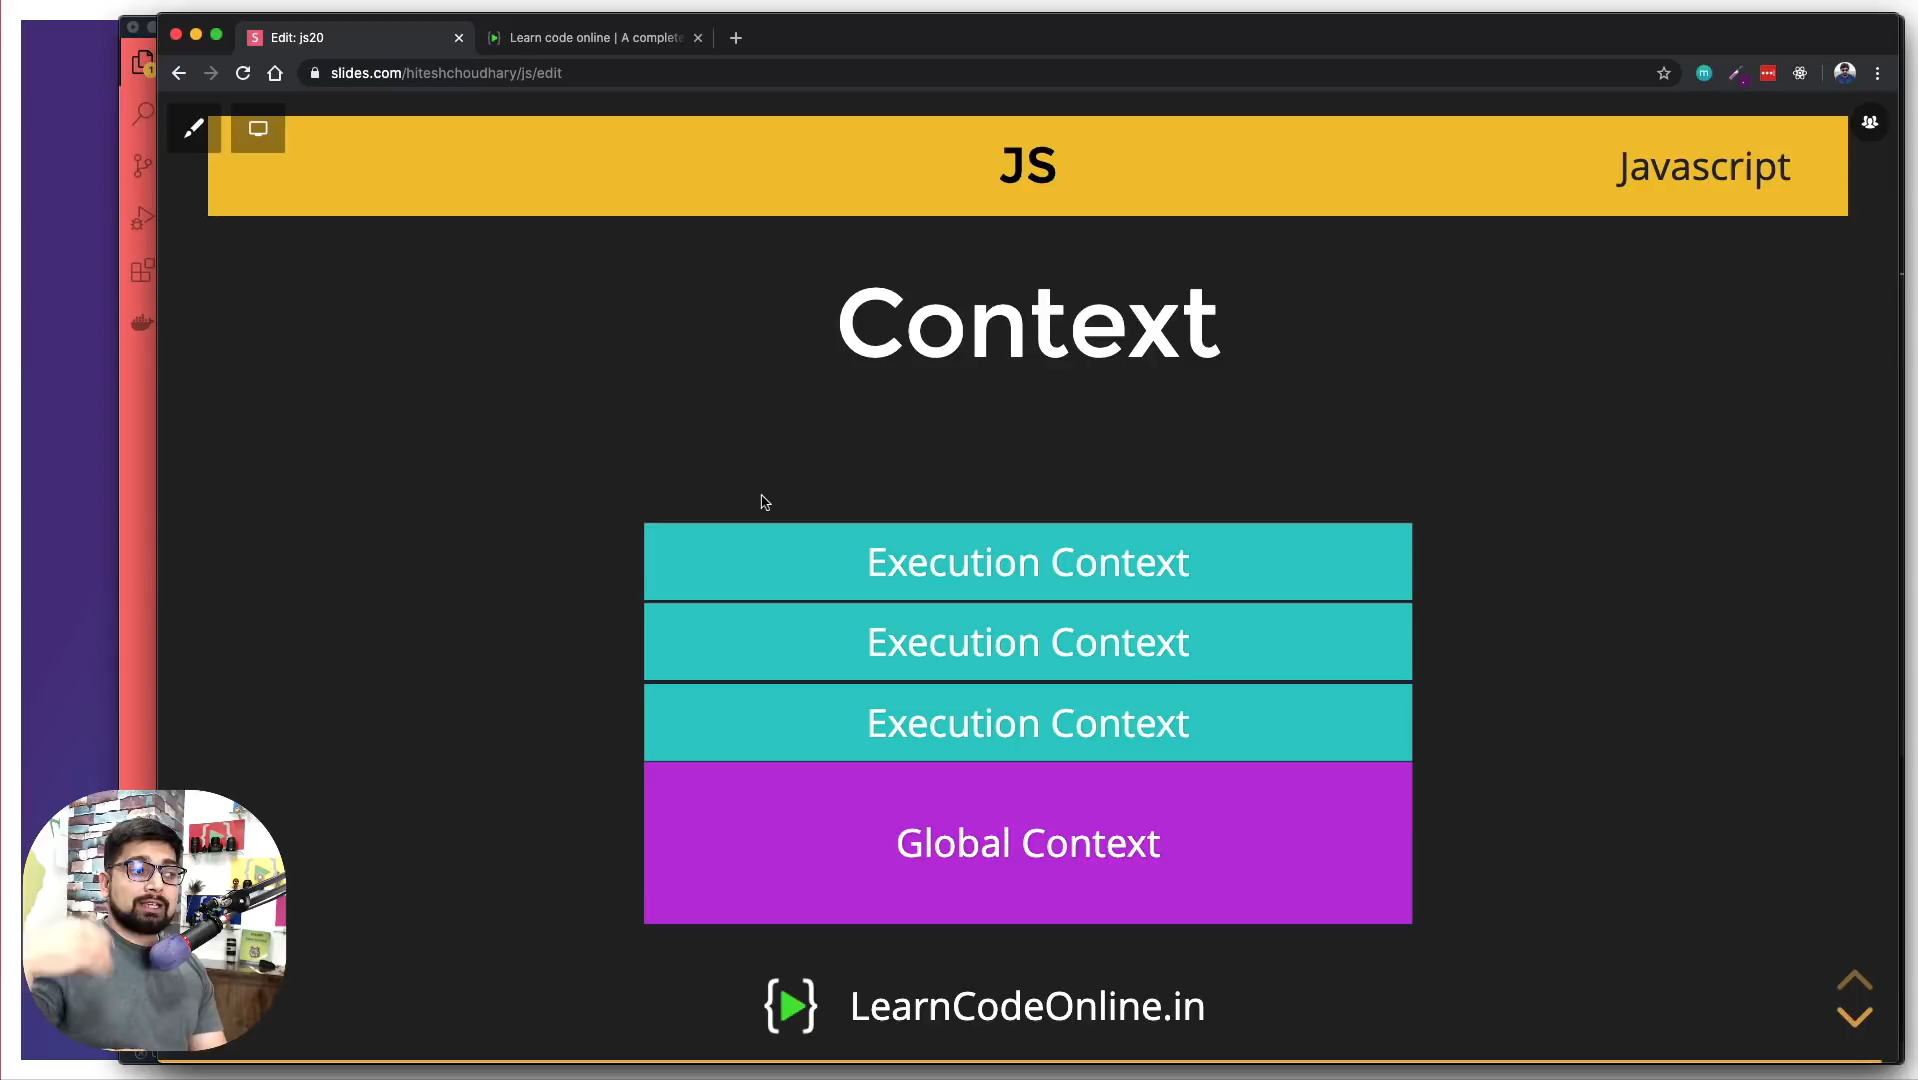 Edit: js20
Learn code online | A complete
slides.com/hiteshchoudhary/js/edit
JS
Javascript
Context
Execution Context
Execution Context
Execution Context
Global Context
LearnCodeOnline.in